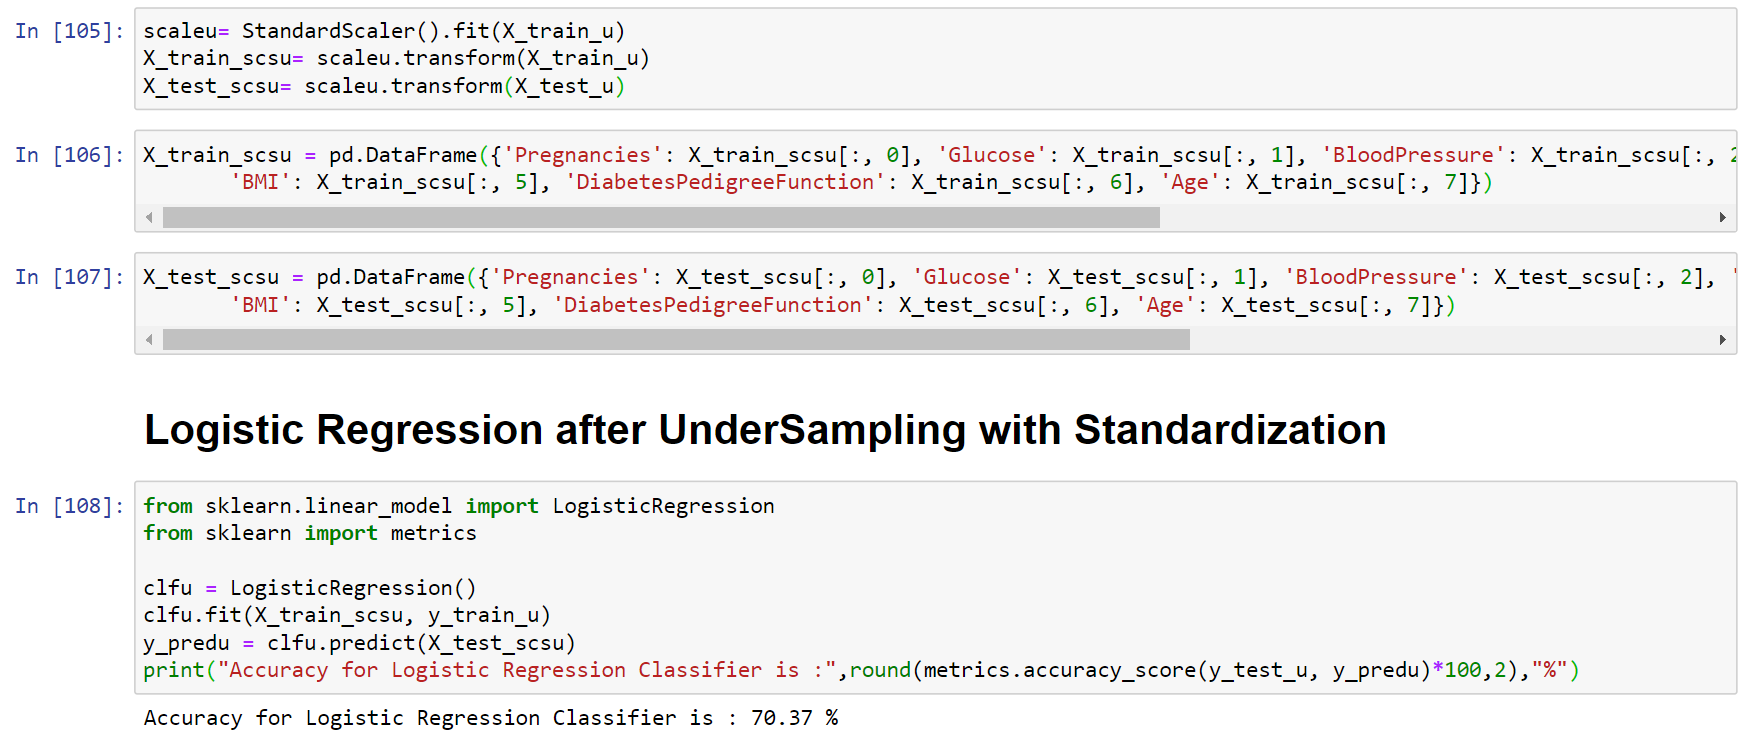 In [105]:
scaleu= StandardScaler().fit(X_train_u)
X_train_scsu= scaleu.transform(X_train_u)
X_test_scsu= scaleu.transform(X_test_u)
In [106]:
X_train_scsu = pd.DataFrame({'Pregnancies': X_train_scsu[:, 0], 'Glucose': X_train_scsu[:, 1], 'BloodPressure': X_train_scsu[:, 2
'BMI': X_train_scsu[:, 5], 'DiabetesPedigreeFunction': X_train_scsu[:, 6], 'Age': X_train_scsu[:, 7]})
In [107]:
X_test_scsu = pd.DataFrame({'Pregnancies': X_test_scsu[:, 0], 'Glucose': X_test_scsu[:, 1], 'BloodPressure': X_test_scsu[:, 2], '
'BMI': X_test_scsu[:, 5], 'DiabetesPedigreeFunction': X_test_scsu[:, 6], 'Age': X_test_scsu[:, 7]})
Logistic Regression after UnderSampling with Standardization
In [108]:
from sklearn.linear_model import LogisticRegression
from sklearn import metrics
clfu = LogisticRegression()
clfu.fit(X_train_scsu, y_train_u)
y_predu = clfu.predict(X_test_scsu)
print("Accuracy for Logistic Regression Classifier is :",round(metrics.accuracy_score(y_test_u, y_predu)*100,2),"%")
Accuracy for Logistic Regression Classifier is : 70.37 %